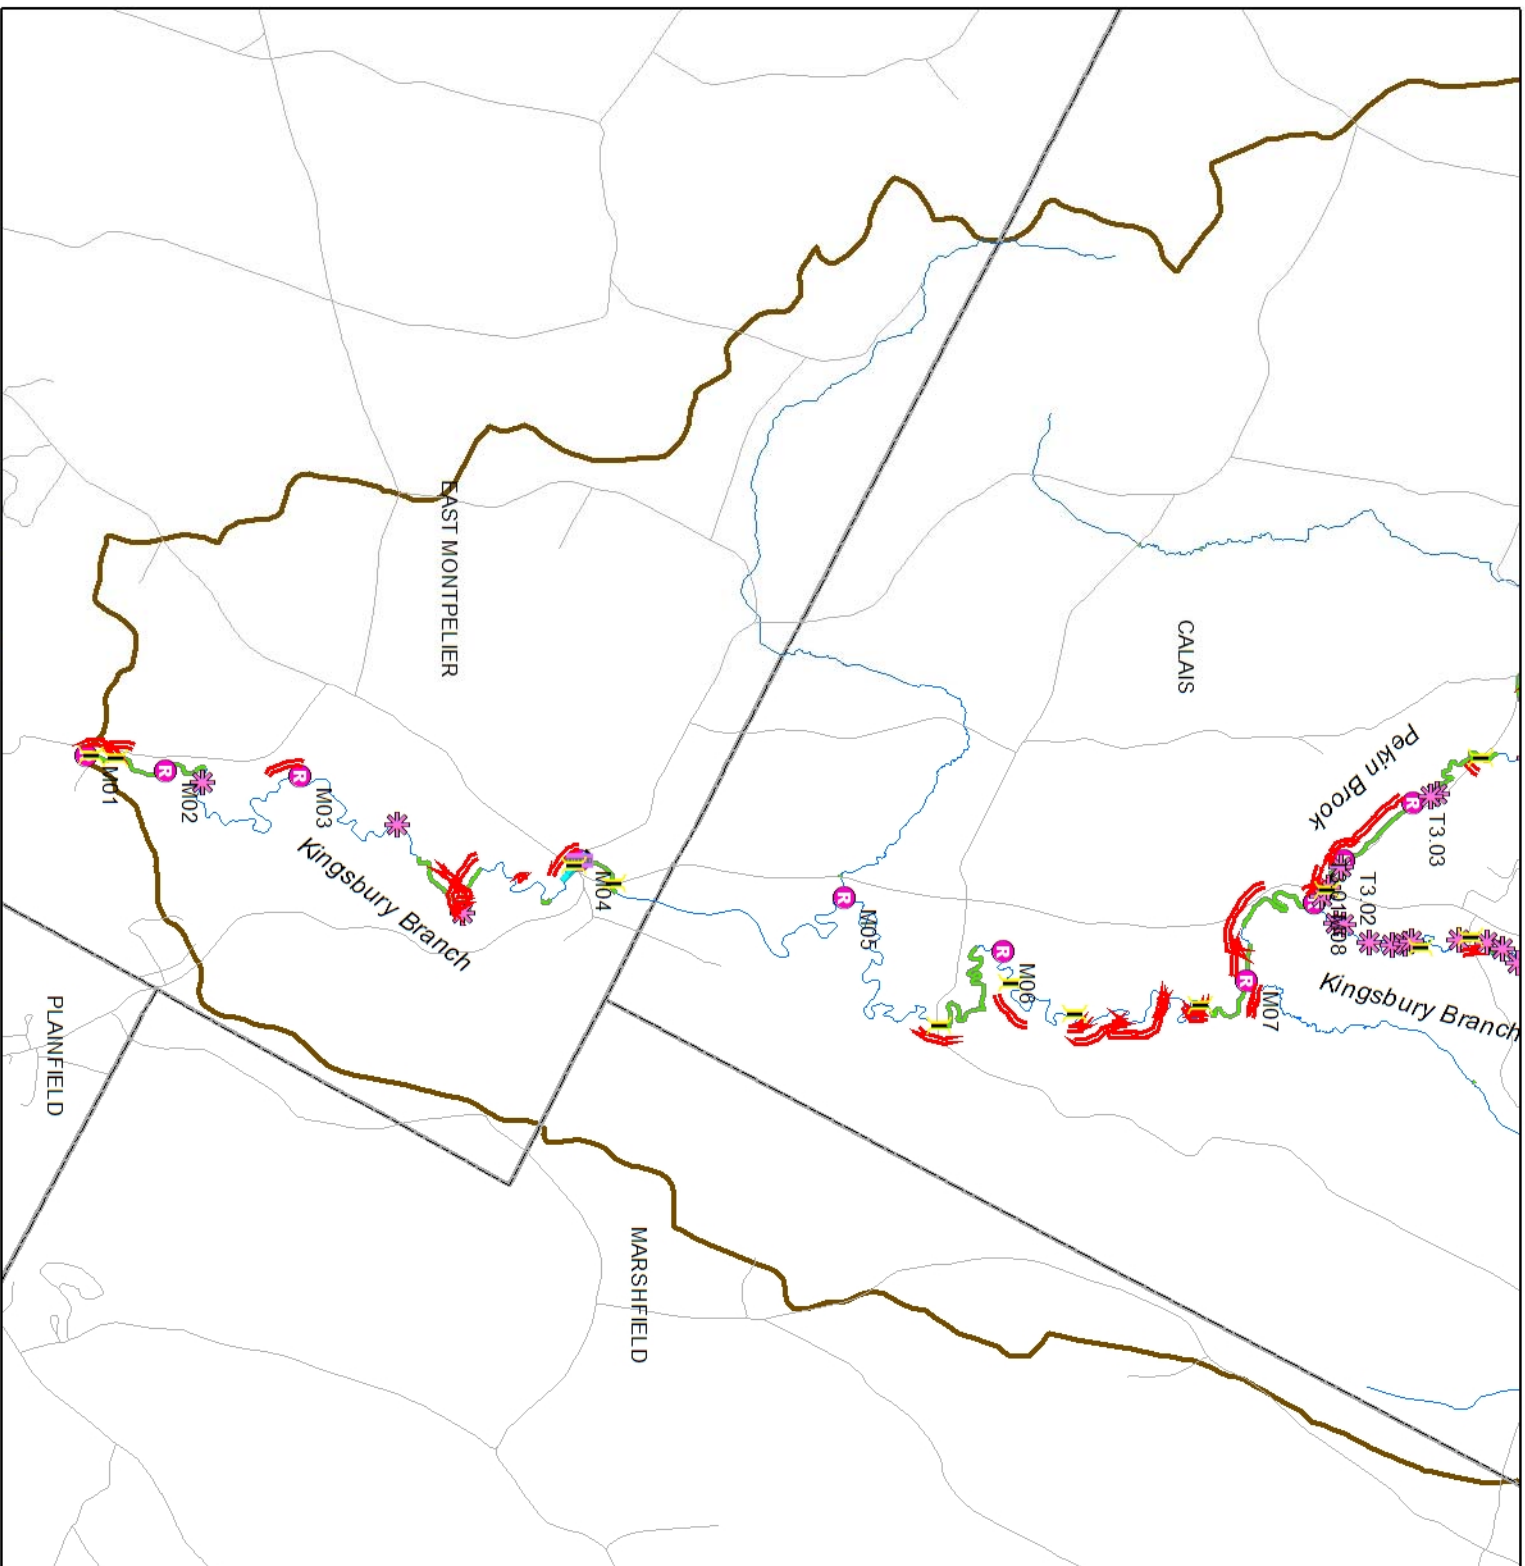 CALAIS
Pekin Brook
T3.03
T3.02
Kingsbury Branch
M07
M06
M05
M04
EAST MONTPELIER
Kingsbury Branch
M03
M02
M01
MARSHFIELD
PLAINFIELD
R
R
R
R
R
R
R